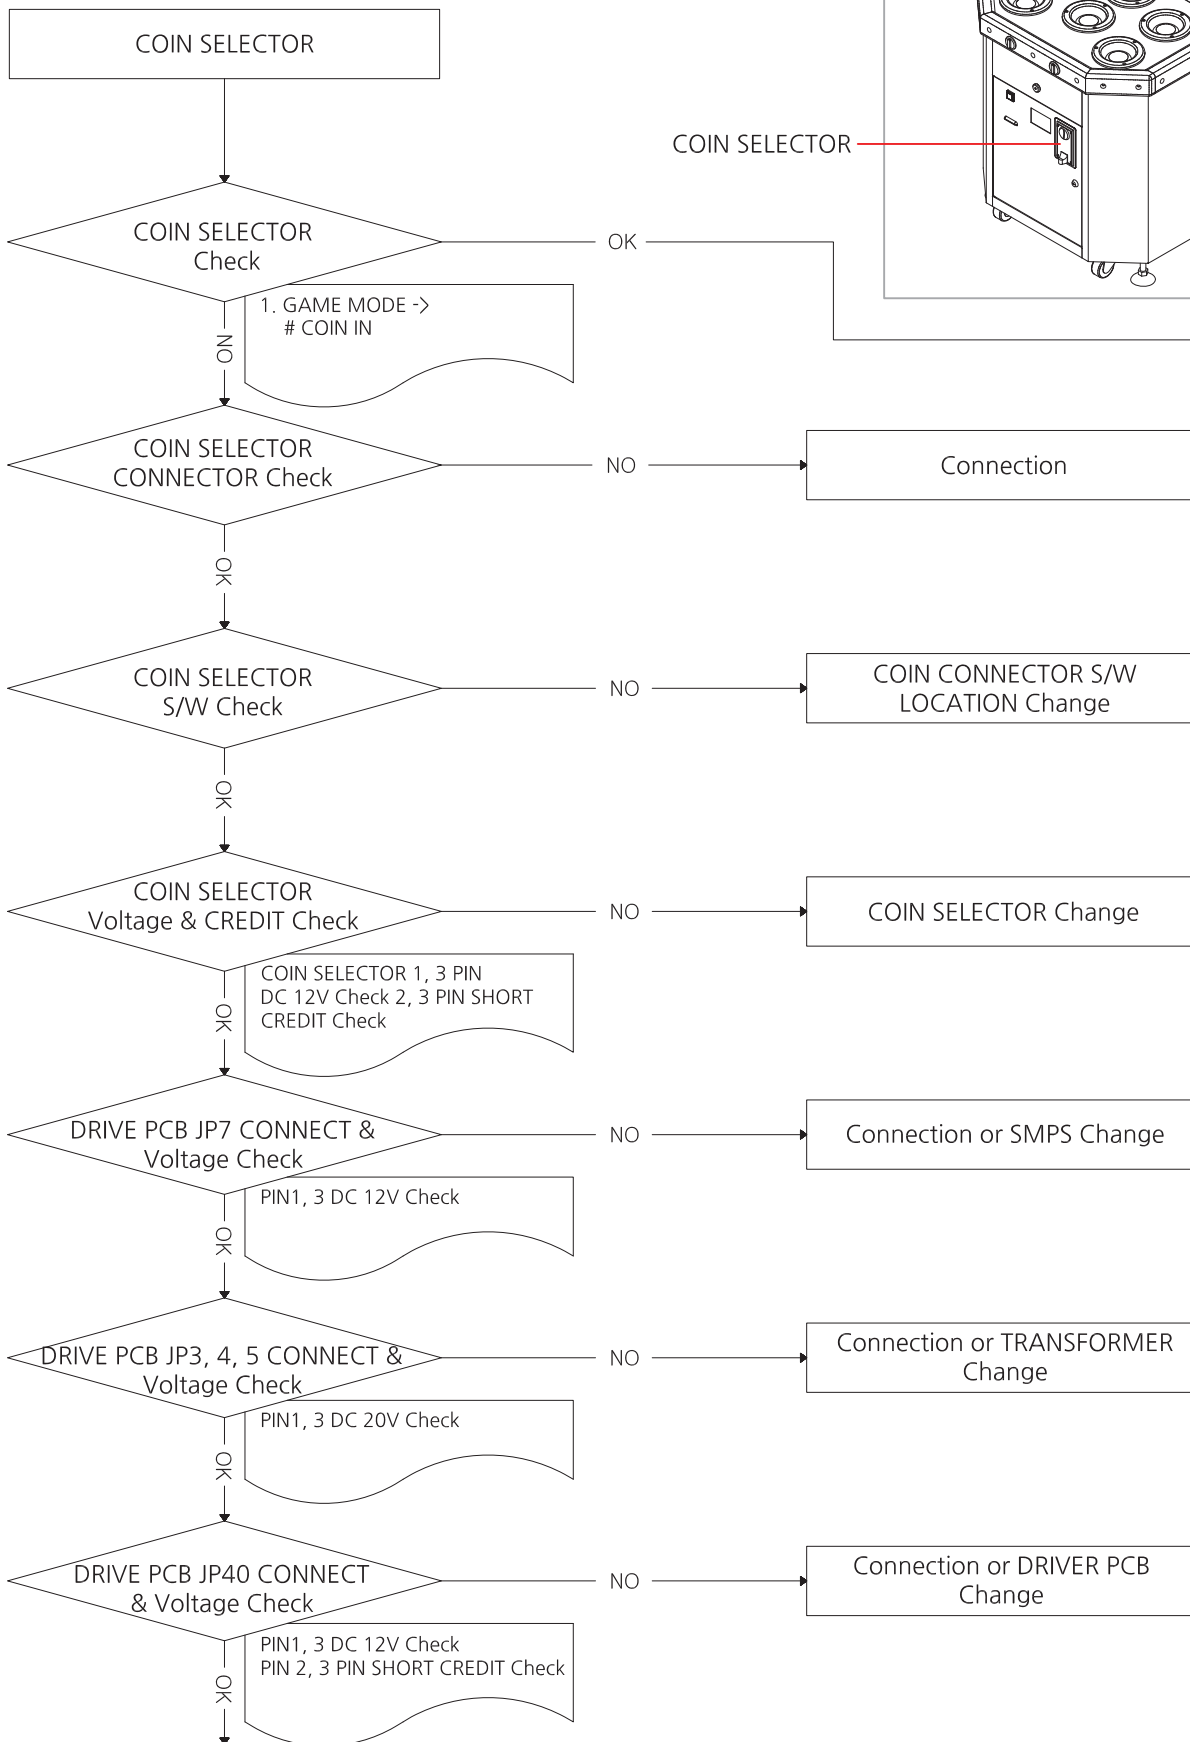 COIN SELECTOR
COIN SELECTOR
COIN SELECTOR
Check
OK
1. GAME MODE ->
# COIN IN
NO
COIN SELECTOR
CONNECTOR Check
NO
Connection
OK
COIN SELECTOR
S/W Check
NO
COIN CONNECTOR S/W
LOCATION Change
OK
COIN SELECTOR
Voltage & CREDIT Check
NO
COIN SELECTOR Change
COIN SELECTOR 1, 3 PIN
DC 12V Check 2, 3 PIN SHORT
CREDIT Check
OK
DRIVE PCB JP7 CONNECT &
Voltage Check
NO
Connection or SMPS Change
PIN1, 3 DC 12V Check
OK
DRIVE PCB JP3, 4, 5 CONNECT &
Voltage Check
NO
Connection or TRANSFORMER
Change
PIN1, 3 DC 20V Check
OK
DRIVE PCB JP40 CONNECT
& Voltage Check
NO
Connection or DRIVER PCB
Change
PIN1, 3 DC 12V Check
PIN 2, 3 PIN SHORT CREDIT Check
OK